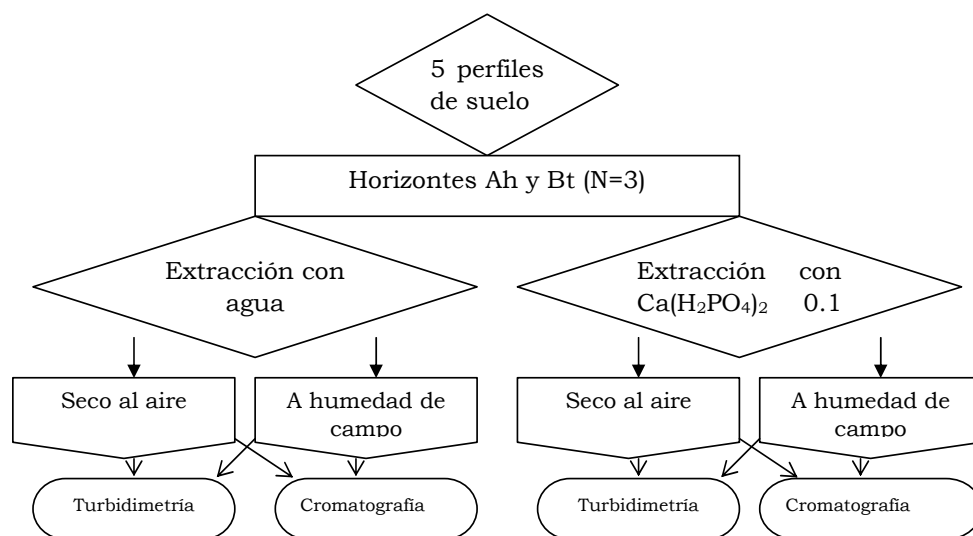 5 perfiles
de suelo
Horizontes Ah y Bt (N=3)
Extracción con
agua
Extracción con
Ca(H₂PO₄)₂ 0.1
Seco al aire
A humedad de
campo
Seco al aire
A humedad de
campo
Turbidimetría
Cromatografía
Turbidimetría
Cromatografía